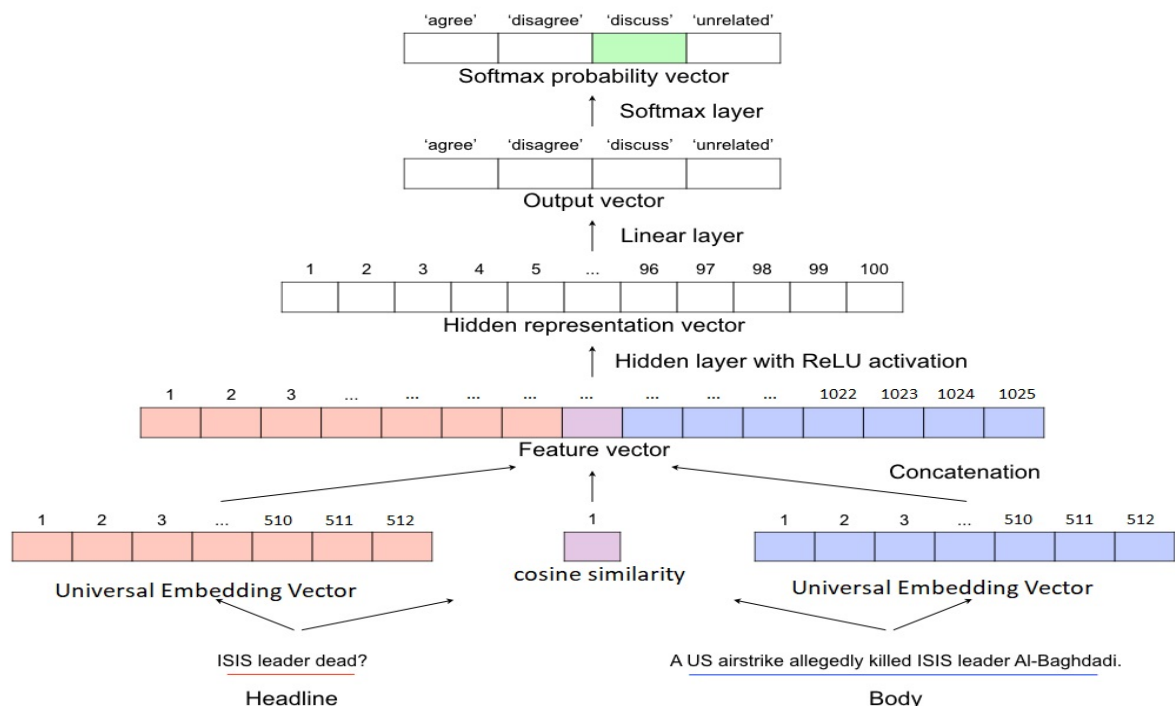 ‘agree’ ‘disagree’ ‘discuss’ ‘unrelated’
Softmax probability vector
Softmax layer
‘agree’ ‘disagree’ ‘discuss’ ‘unrelated’
Output vector
Linear layer
1 2 3 4 5 ... 96 97 98 99 100
Hidden representation vector
Hidden layer with ReLU activation
1 2 3 ... ... ... ... ... ... ... ... 1022 1023 1024 1025
Feature vector
Concatenation
1 2 3 ... 510 511 512
1
1 2 3 ... 510 511 512
Universal Embedding Vector
cosine similarity
Universal Embedding Vector
ISIS leader dead?
A US airstrike allegedly killed ISIS leader Al-Baghdadi.
Headline
Body